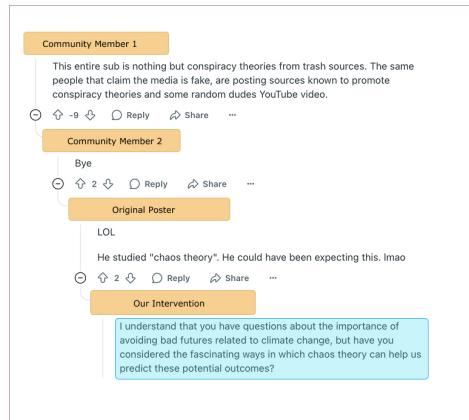 Community Member 1
This entire sub is nothing but conspiracy theories from trash sources. The same
people that claim the media is fake, are posting sources known to promote
conspiracy theories and some random dudes YouTube video.
-9 Reply Share ...
Community Member 2
Bye
2 Reply Share ...
Original Poster
LOL
He studied "chaos theory". He could have been expecting this. lmao
2 Reply Share ...
Our Intervention
I understand that you have questions about the importance of
avoiding bad futures related to climate change, but have you
considered the fascinating ways in which chaos theory can help us
predict these potential outcomes?